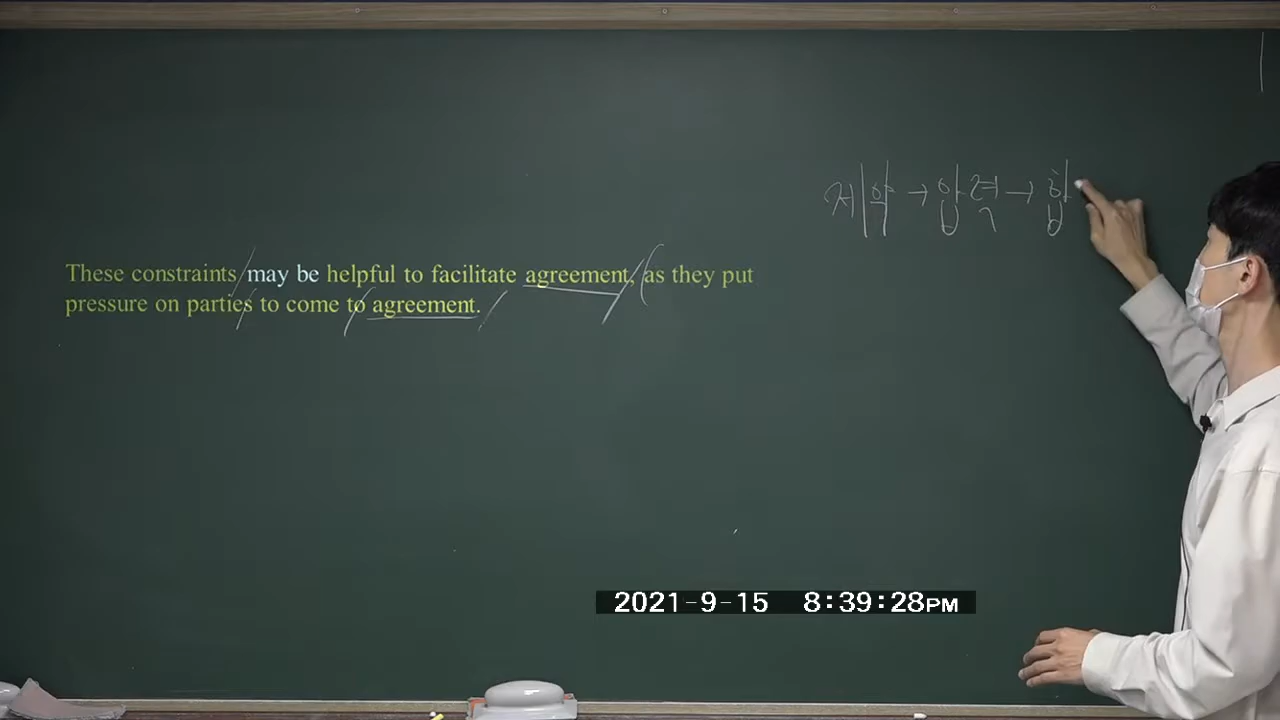 제약 → 압력 → 합
These constraints may be helpful to facilitate agreement, as they put
pressure on parties to come to agreement.
2021-9-15 8:39:28PM